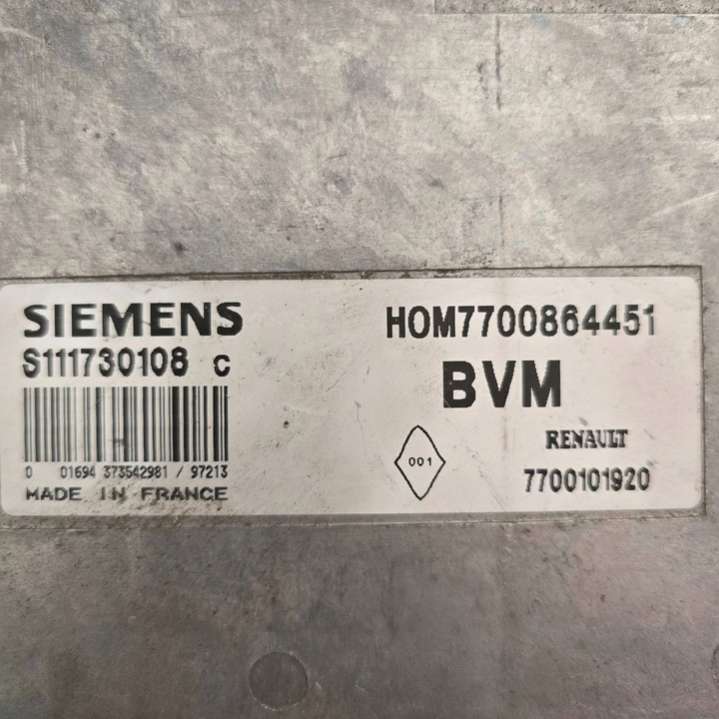 SIEMENS
S111730108 C
0 01694 373542981 / 97213
MADE IN FRANCE
HOM7700864451
BVM
001
RENAULT
7700101920